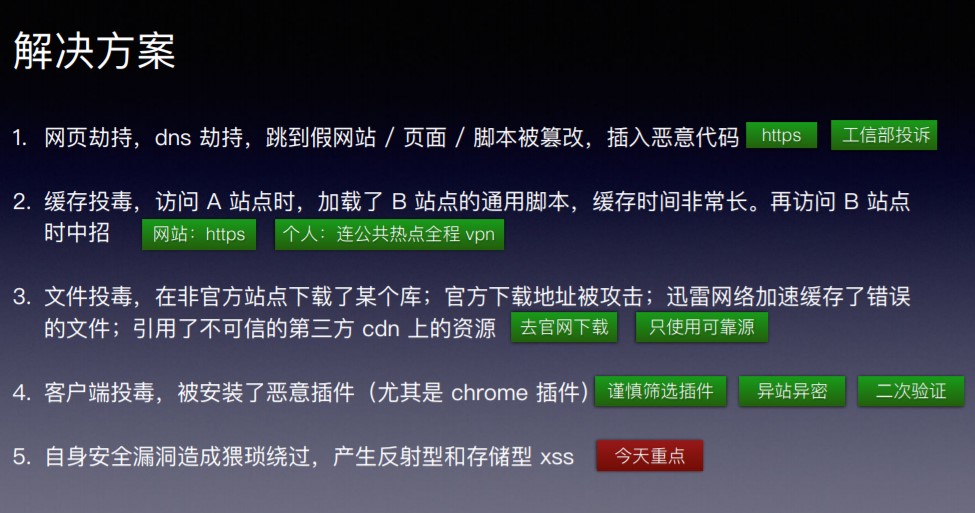 解决方案
1. 网页劫持，dns 劫持，跳到假网站 / 页面 / 脚本被篡改，插入恶意代码 https 工信部投诉
2. 缓存投毒，访问 A 站点时，加载了 B 站点的通用脚本，缓存时间非常长。再访问 B 站点
时中招 网站：https 个人：连公共热点全程 vpn
3. 文件投毒，在非官方站点下载了某个库；官方下载地址被攻击；迅雷网络加速缓存了错误
的文件；引用了不可信的第三方 cdn 上的资源 去官网下载 只使用可靠源
4. 客户端投毒，被安装了恶意插件（尤其是 chrome 插件） 谨慎筛选插件 异站异密 二次验证
5. 自身安全漏洞造成猥琐绕过，产生反射型和存储型 xss 今天重点